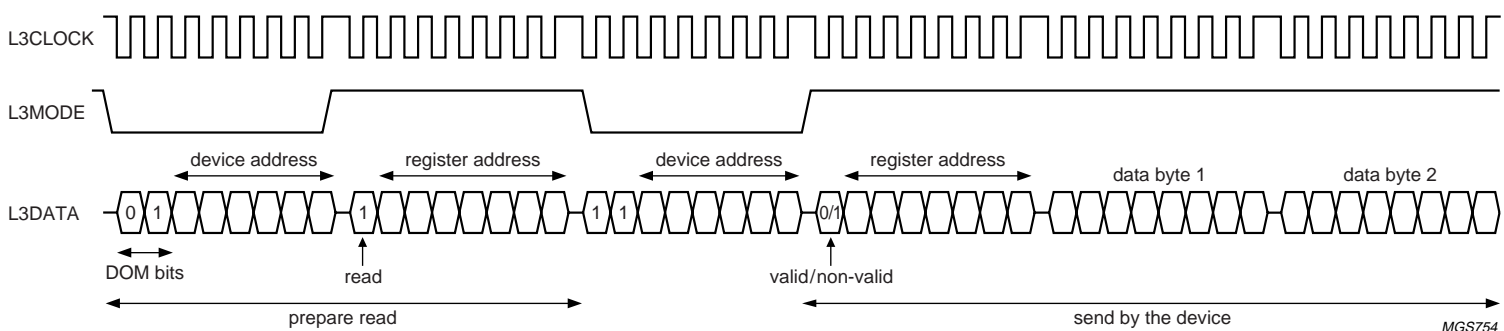 L3CLOCK
L3MODE
device address
register address
device address
register address
data byte 1
data byte 2
L3DATA
0
1
1
1
1
0/1
DOM bits
read
valid/non-valid
prepare read
send by the device
MGS754